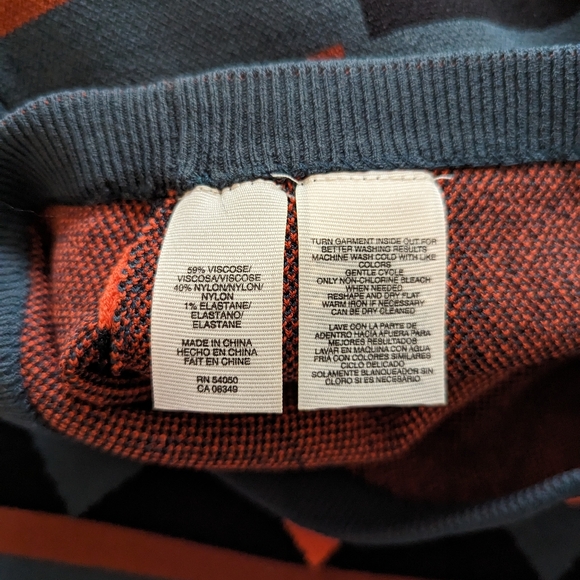 59% VISCOSE/
VISCOSA/VISCOSE
40% NYLON/NYLON/
NYLON
1% ELASTANE/
ELASTANO/
ELASTANE
MADE IN CHINA
HECHO EN CHINA
FAIT EN CHINE
RN 54050
CA 08349
TURN GARMENT INSIDE OUT FOR
BETTER WASHING RESULTS
MACHINE WASH COLD WITH LIKE
COLORS
GENTLE CYCLE
ONLY NON-CHLORINE BLEACH
WHEN NEEDED
RESHAPE AND DRY FLAT
WARM IRON IF NECESSARY
CAN BE DRY CLEANED
LAVE CON LA PARTE DE
ADENTRO HACIA AFUERA PARA
MEJORES RESULTADOS
LAVAR EN MAQUINA CON AGUA
FRIA CON COLORES SIMILARES
CICLO DELICADO
SOLAMENTE BLANQUEADOR SIN
CLORO SI ES NECESARIO